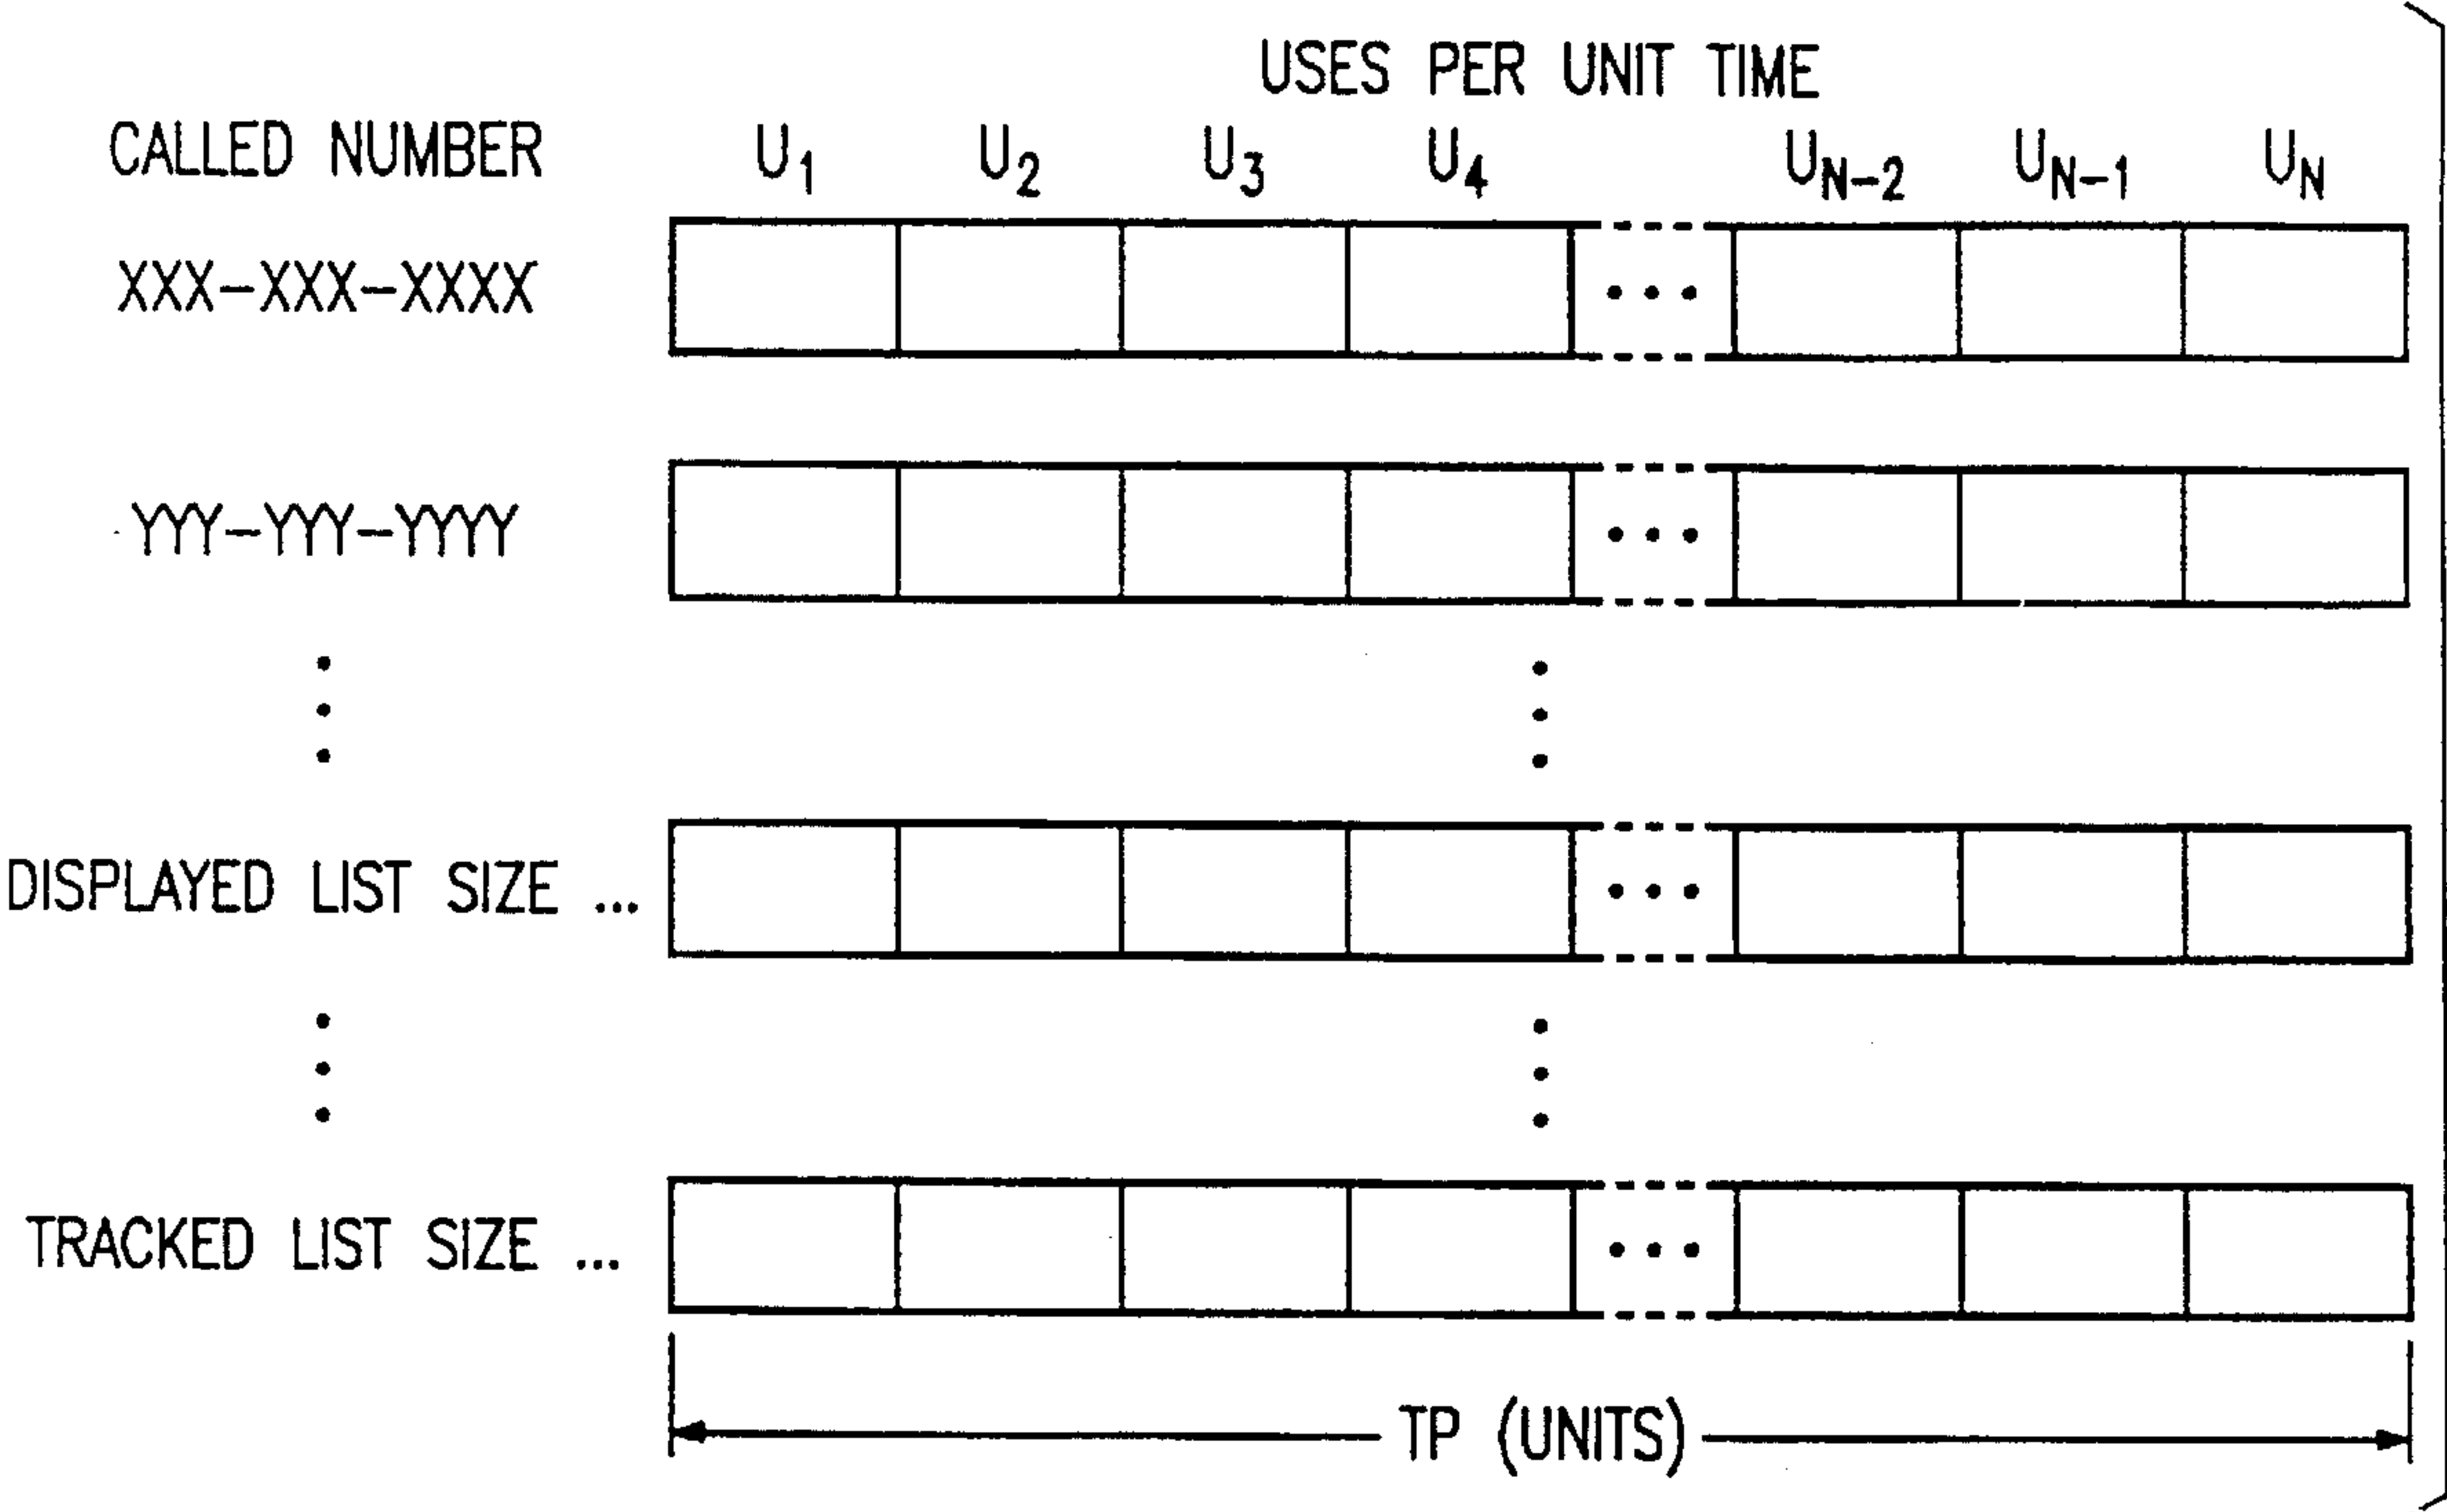 USES PER UNIT TIME
CALLED NUMBER U1 U2 U3 U4 UN-2 UN-1 UN
XXX-XXX-XXXX ...
YYY-YYY-YYYY ...
DISPLAYED LIST SIZE ... ...
TRACKED LIST SIZE ... ...
TP (UNITS)